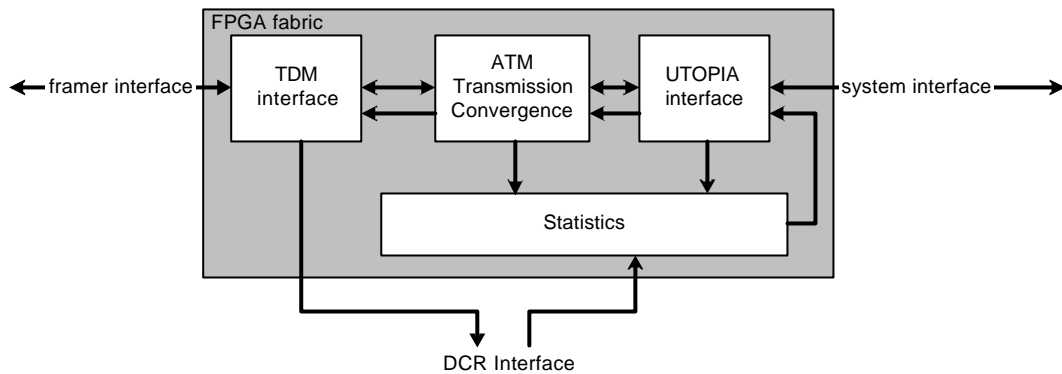 FPGA fabric
TDM
interface
ATM
Transmission
Convergence
UTOPIA
interface
framer interface
system interface
Statistics
DCR Interface